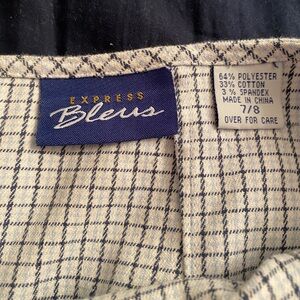 EXPRESS
Bleus
64% POLYESTER
33% COTTON
3% SPANDEX
MADE IN CHINA
7/8
OVER FOR CARE